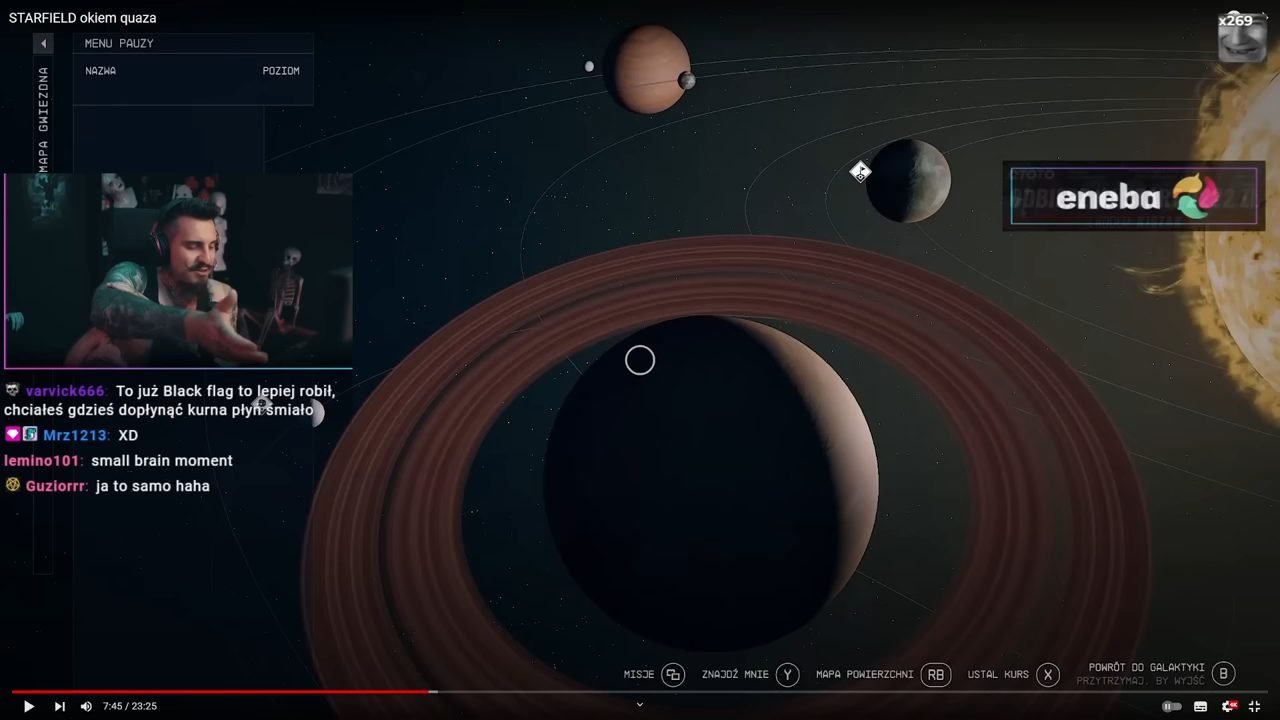 STARFIELD okiem quaza
x269
MENU PAUZY
NAZWA POZIOM
MAPA GWIEZDNA
eneba
varvick666: To już Black flag to lepiej robił,
chciałeś gdzieś dopłynąć kurna płyń śmiało
Mrz1213: XD
lemino101: small brain moment
Guziorrr: ja to samo haha
MISJE
ZNAJDŹ MNIE Y
MAPA POWIERZCHNI RB
USTAL KURS X
POWRÓT DO GALAKTYKI B
PRZYTRZYMAJ, BY WYJŚĆ
7:45 / 23:25
4K